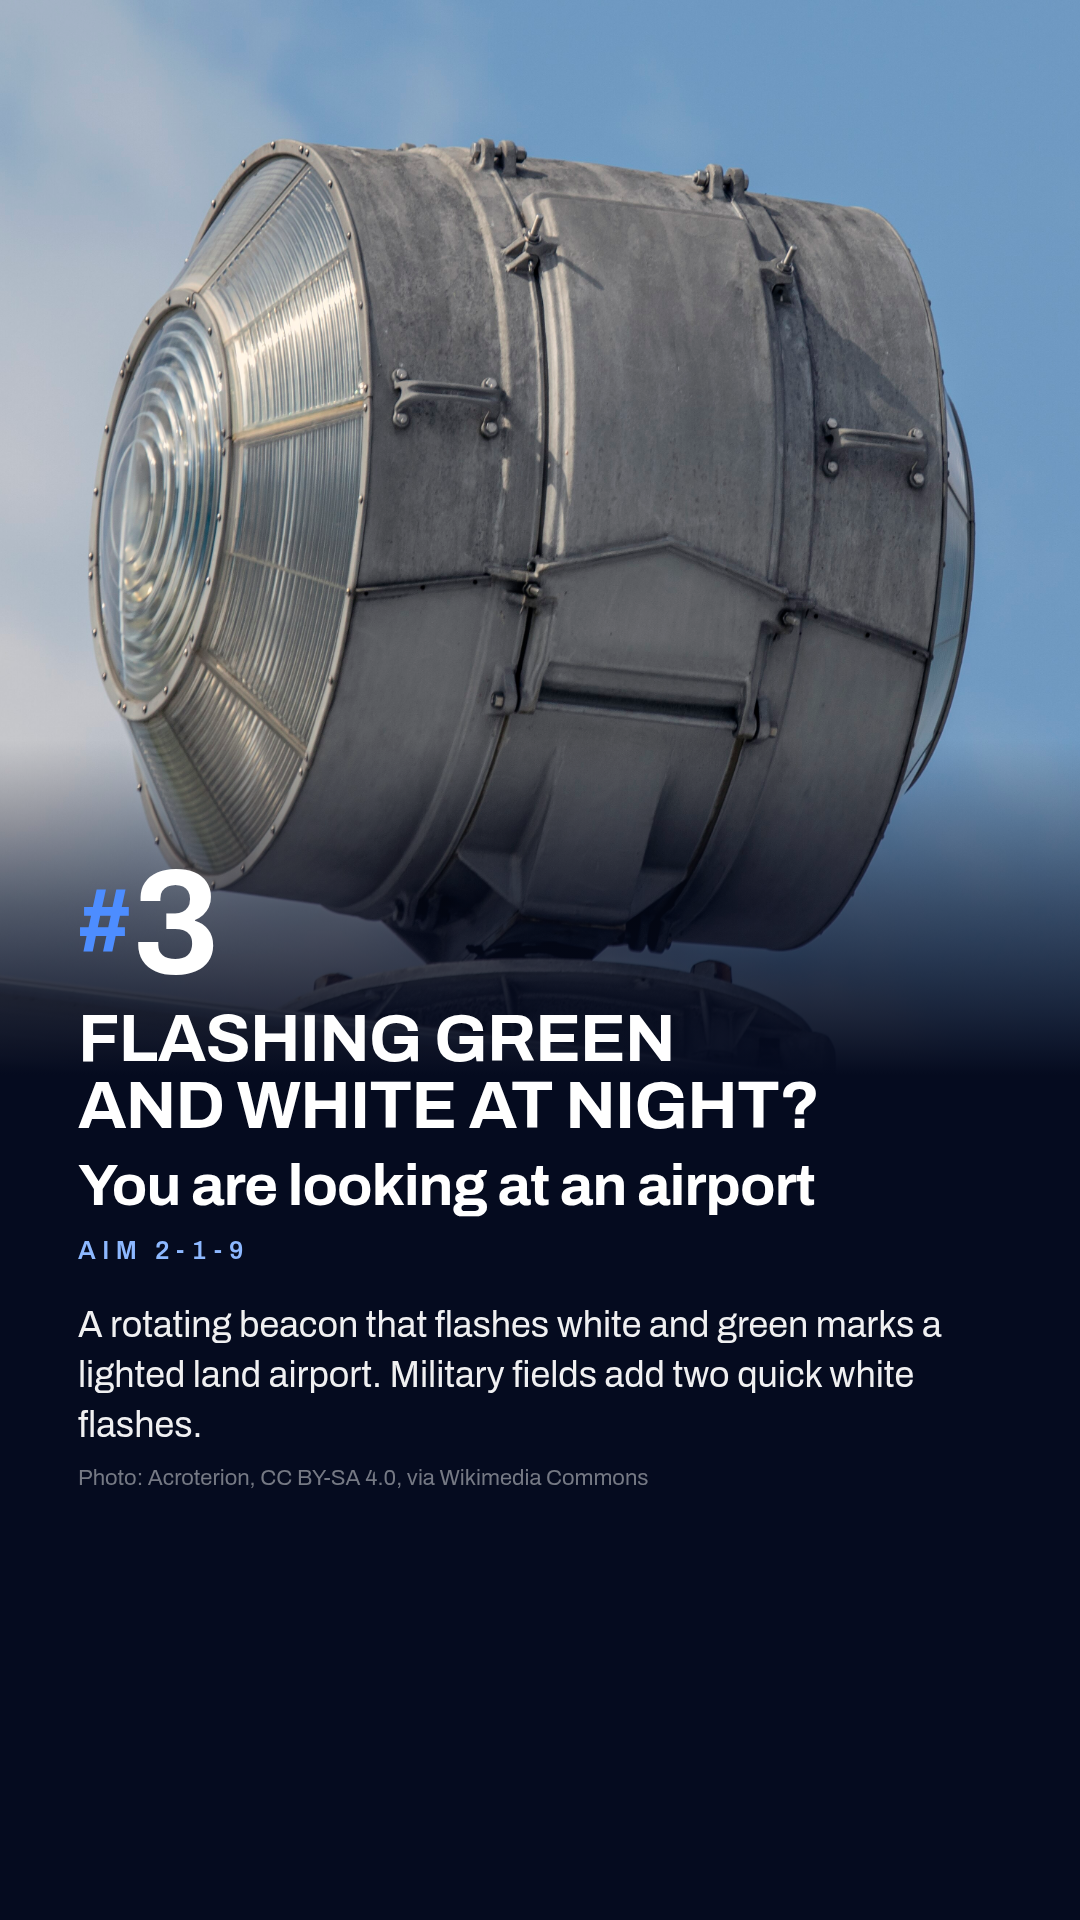 #3
FLASHING GREEN
AND WHITE AT NIGHT?
You are looking at an airport
AIM 2-1-9
A rotating beacon that flashes white and green marks a
lighted land airport. Military fields add two quick white
flashes.
Photo: Acroterion, CC BY-SA 4.0, via Wikimedia Commons